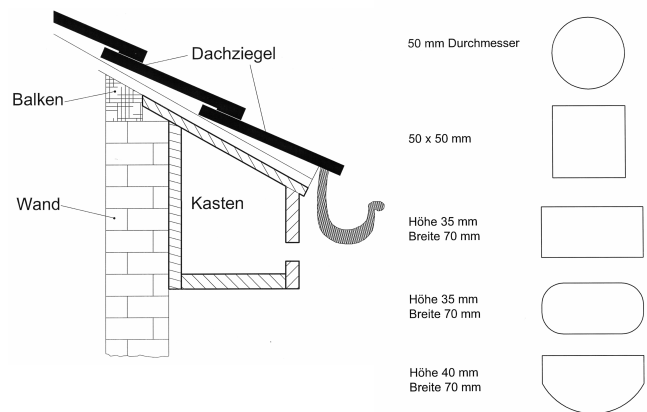 Dachziegel
Balken
Wand
Kasten
50 mm Durchmesser
50 x 50 mm
Höhe 35 mm
Breite 70 mm
Höhe 35 mm
Breite 70 mm
Höhe 40 mm
Breite 70 mm